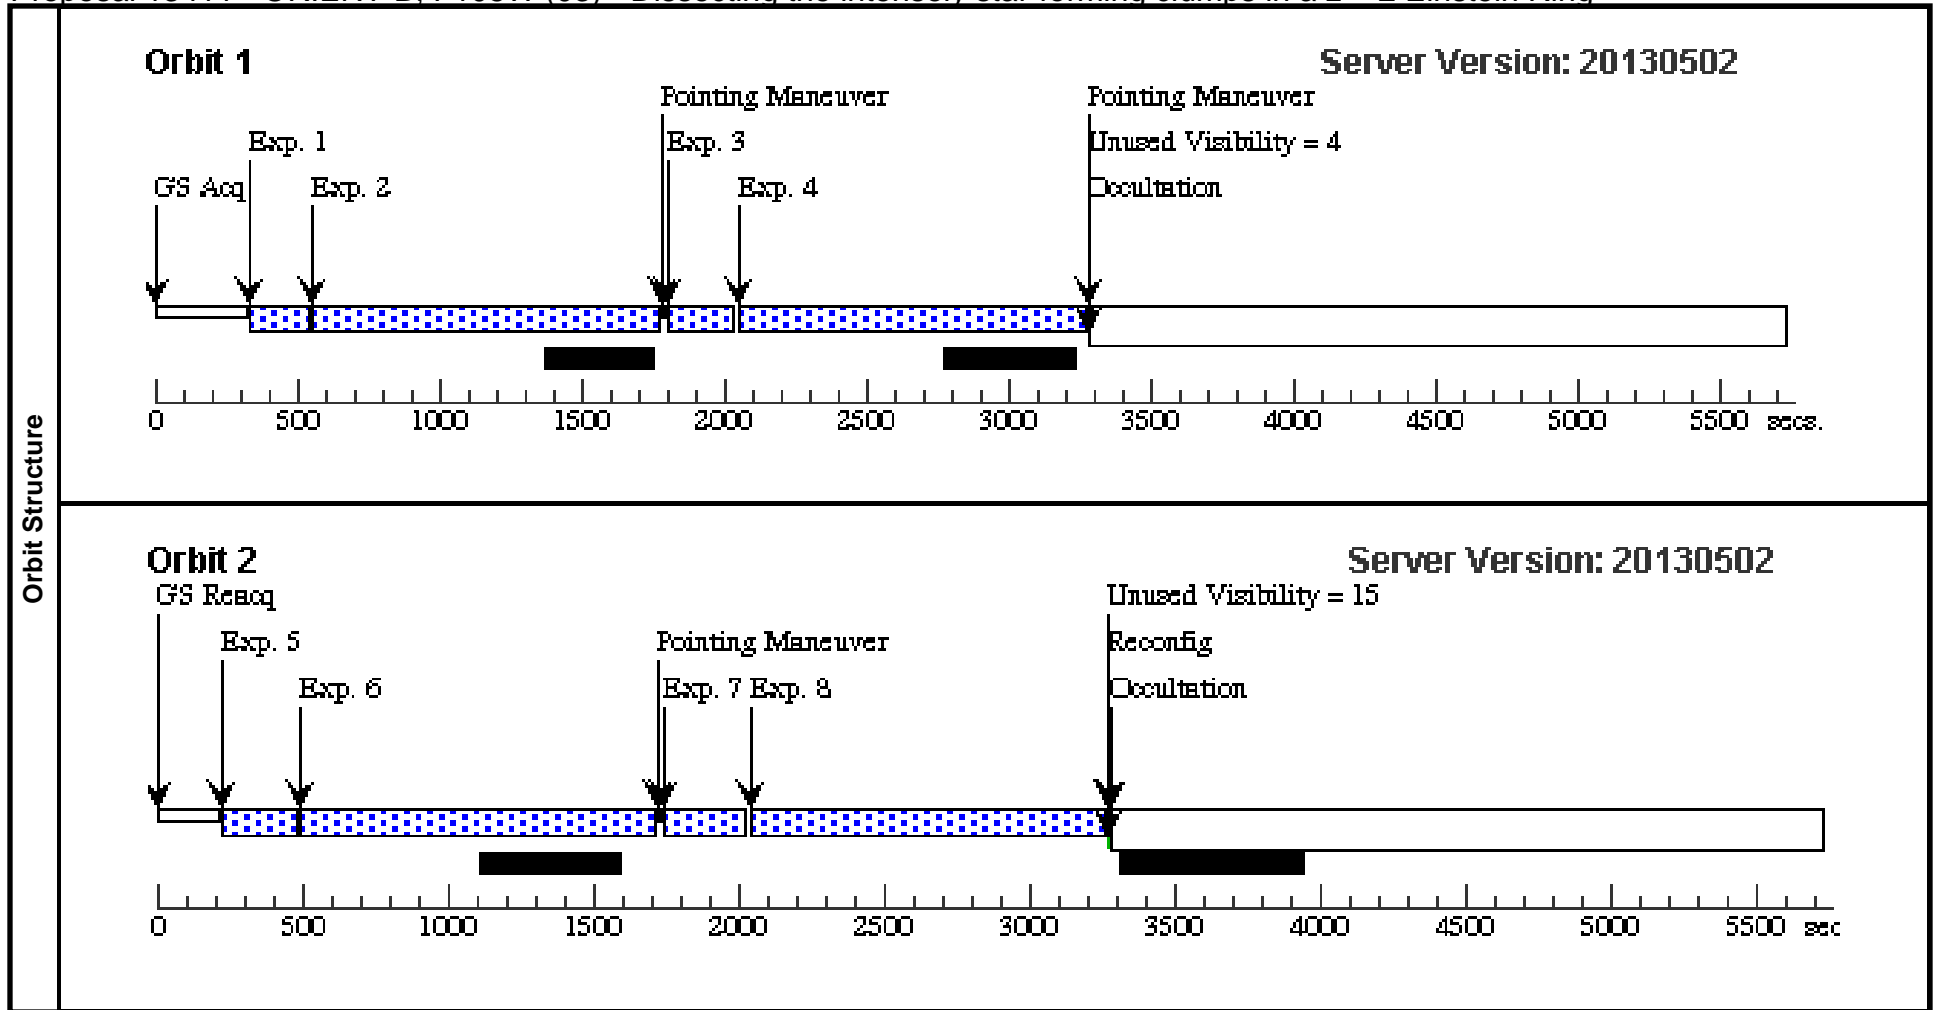 Orbit Structure
Orbit 1
Server Version: 20130502
Pointing Maneuver
Pointing Maneuver
Exp. 1
Exp. 3
Unused Visibility = 4
GS Acq
Exp. 2
Exp. 4
Occultation
0 500 1000 1500 2000 2500 3000 3500 4000 4500 5000 5500 secs.
Orbit 2
Server Version: 20130502
GS Reacq
Unused Visibility = 15
Exp. 5
Pointing Maneuver
Reconfig
Exp. 6
Exp. 7 Exp. 8
Occultation
0 500 1000 1500 2000 2500 3000 3500 4000 4500 5000 5500 sec